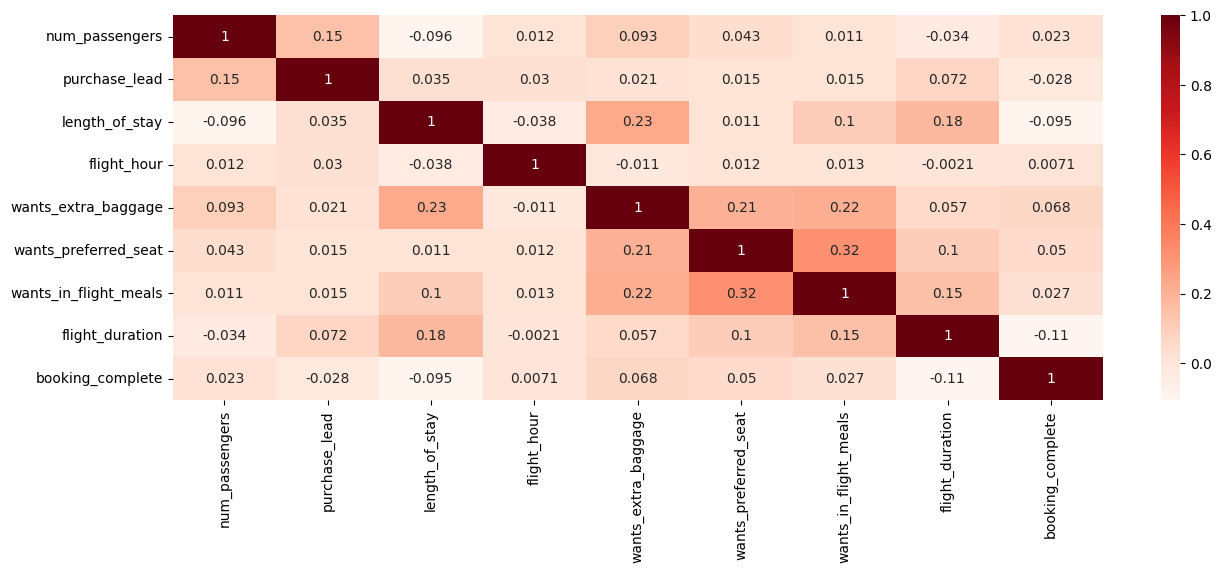 num_passengers 1 0.15 -0.096 0.012 0.093 0.043 0.011 -0.034 0.023
purchase_lead 0.15 1 0.035 0.03 0.021 0.015 0.015 0.072 -0.028
length_of_stay -0.096 0.035 1 -0.038 0.23 0.011 0.1 0.18 -0.095
flight_hour 0.012 0.03 -0.038 1 -0.011 0.012 0.013 -0.0021 0.0071
wants_extra_baggage 0.093 0.021 0.23 -0.011 1 0.21 0.22 0.057 0.068
wants_preferred_seat 0.043 0.015 0.011 0.012 0.21 1 0.32 0.1 0.05
wants_in_flight_meals 0.011 0.015 0.1 0.013 0.22 0.32 1 0.15 0.027
flight_duration -0.034 0.072 0.18 -0.0021 0.057 0.1 0.15 1 -0.11
booking_complete 0.023 -0.028 -0.095 0.0071 0.068 0.05 0.027 -0.11 1
num_passengers
purchase_lead
length_of_stay
flight_hour
wants_extra_baggage
wants_preferred_seat
wants_in_flight_meals
flight_duration
booking_complete
1.0
0.8
0.6
0.4
0.2
0.0